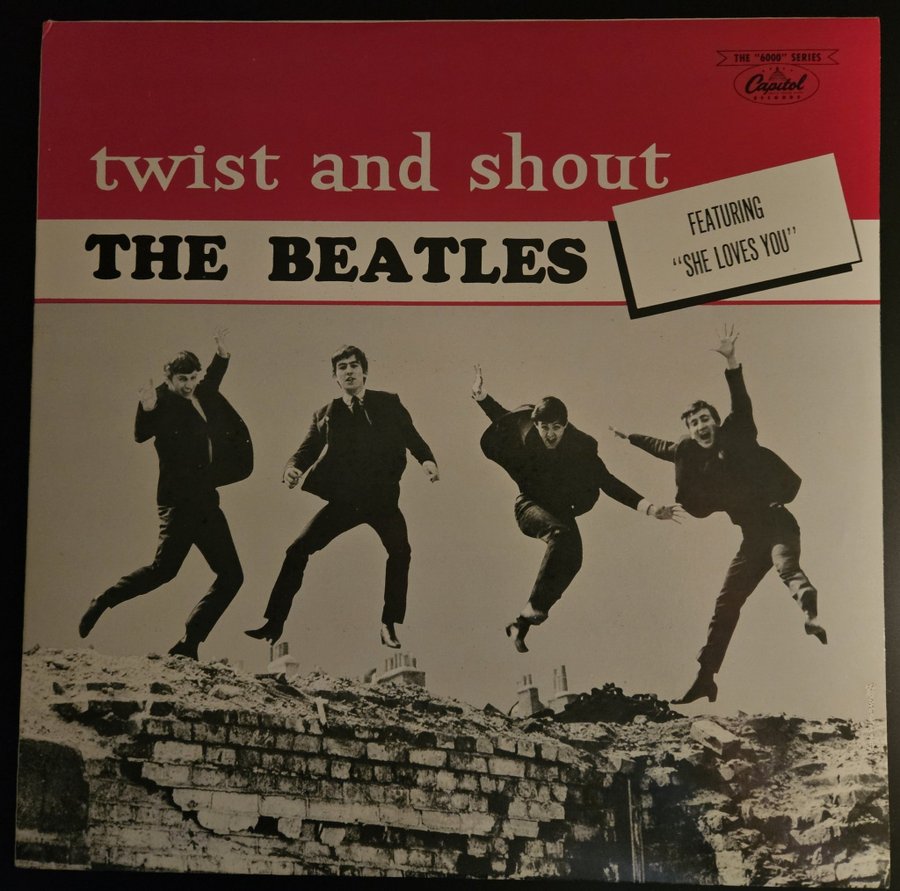 THE "6000" SERIES
Capitol
RECORDS
twist and shout
THE BEATLES
FEATURING
"SHE LOVES YOU"